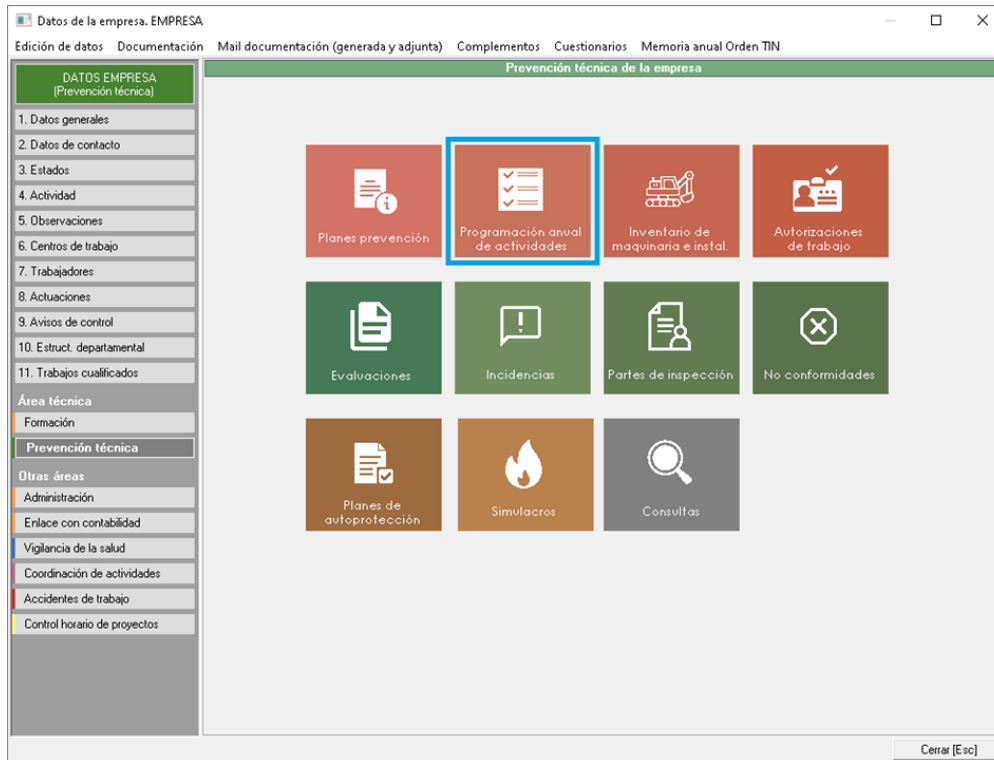 Datos de la empresa. EMPRESA
Edición de datos Documentación Mail documentación (generada y adjunta) Complementos Cuestionarios Memoria anual Orden TIN
DATOS EMPRESA
(Prevención técnica)
1. Datos generales
2. Datos de contacto
3. Estados
4. Actividad
5. Observaciones
6. Centros de trabajo
7. Trabajadores
8. Actuaciones
9. Avisos de control
10. Estruct. departamental
11. Trabajos cualificados
Área técnica
Formación
Prevención técnica
Otras áreas
Administración
Enlace con contabilidad
Vigilancia de la salud
Coordinación de actividades
Accidentes de trabajo
Control horario de proyectos
Prevención técnica de la empresa
Planes prevención
Programación anual
de actividades
Inventario de
maquinaria e instal.
Autorizaciones
de trabajo
Evaluaciones
Incidencias
Partes de inspección
No conformidades
Planes de
autoprotección
Simulacros
Consultas
Cerrar [Esc]